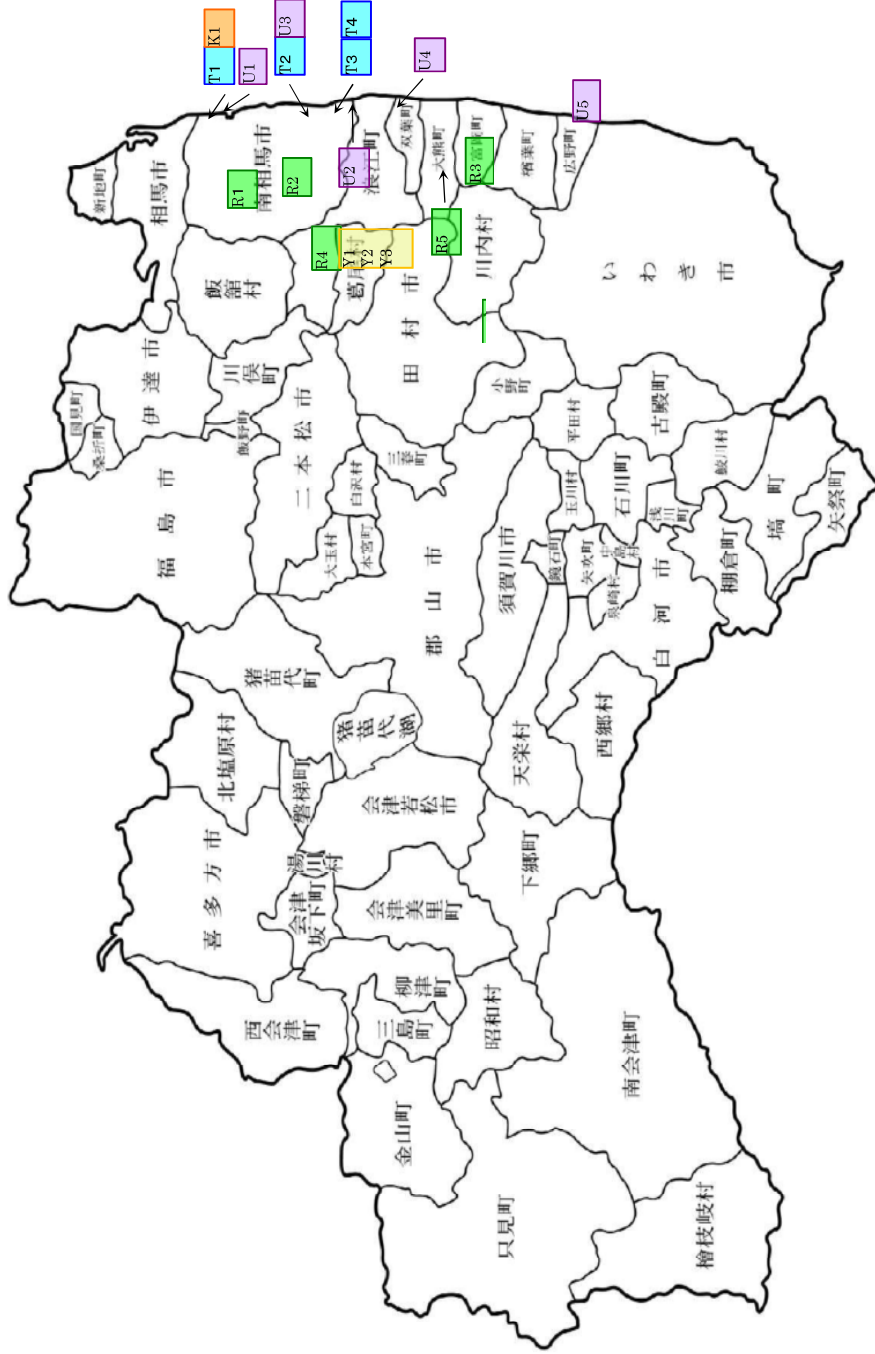 K1
T1
U1
U3
T2
T4
T3
U4
U5
新地町
相馬市
R1
R2
南相馬市
U2
浪江町
双葉町
大熊町
R3
富岡町
楢葉町
広野町
R4
Y1
Y2
Y3
R5
飯舘村
葛尾村
川内村
いわき市
伊達市
国見町
桑折町
川俣町
飯野町
田村市
小野町
福島市
二本松市
白沢村
大玉村
本宮町
三春町
平田村
古殿町
鮫川村
塙町
矢祭町
郡山市
須賀川市
玉川村
石川町
浅川町
鏡石町
矢吹町
中島村
泉崎村
棚倉町
白河市
猪苗代町
猪苗代湖
天栄村
西郷村
北塩原村
磐梯町
会津若松市
下郷町
喜多方市
湯川村
会津坂下町
会津美里町
西会津町
柳津町
三島町
昭和村
南会津町
金山町
只見町
檜枝岐村